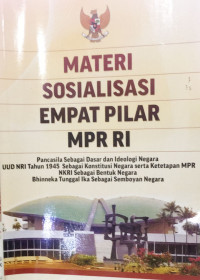 MATERI
SOSIALISASI
EMPAT PILAR
MPR RI
Pancasila Sebagai Dasar dan Ideologi Negara
UUD NRI Tahun 1945 Sebagai Konstitusi Negara serta Ketetapan MPR
NKRI Sebagai Bentuk Negara
Bhinneka Tunggal Ika Sebagai Semboyan Negara